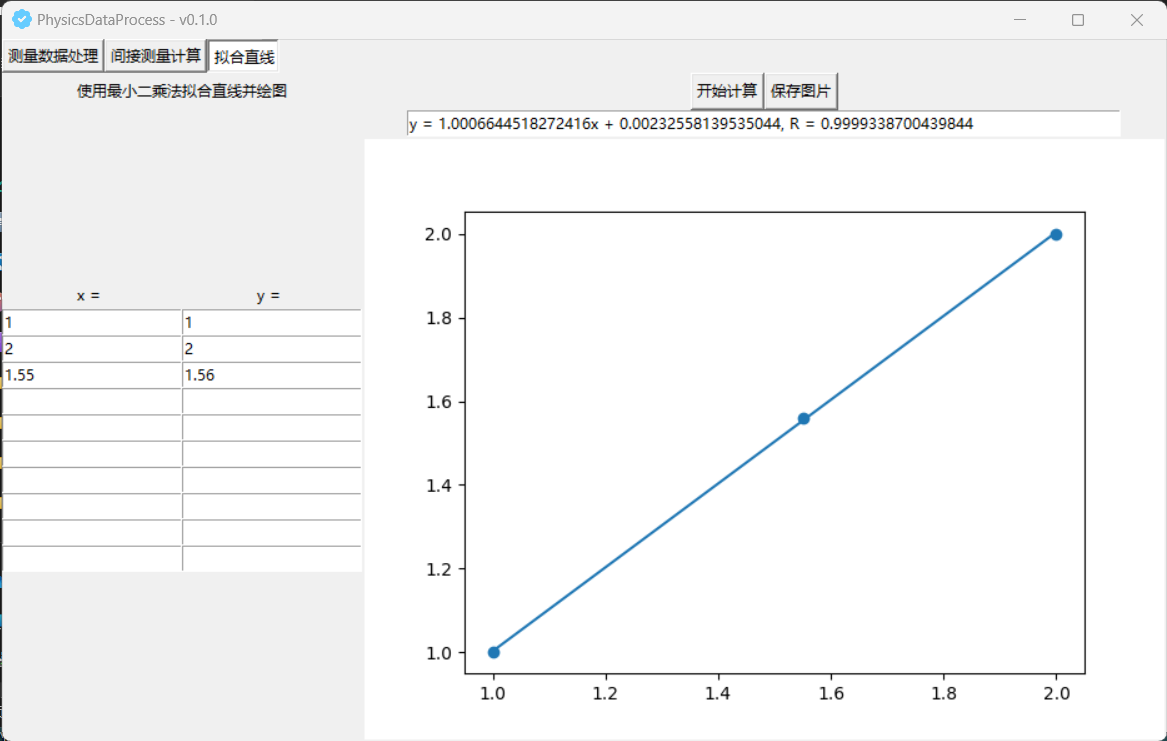 PhysicsDataProcess - v0.1.0
测量数据处理 间接测量计算 拟合直线
使用最小二乘法拟合直线并绘图
开始计算 保存图片
y = 1.0006644518272416x + 0.00232558139535044, R = 0.9999338700439844
x = y =
1 1
2 2
1.55 1.56
2.0
1.8
1.6
1.4
1.2
1.0
1.0 1.2 1.4 1.6 1.8 2.0